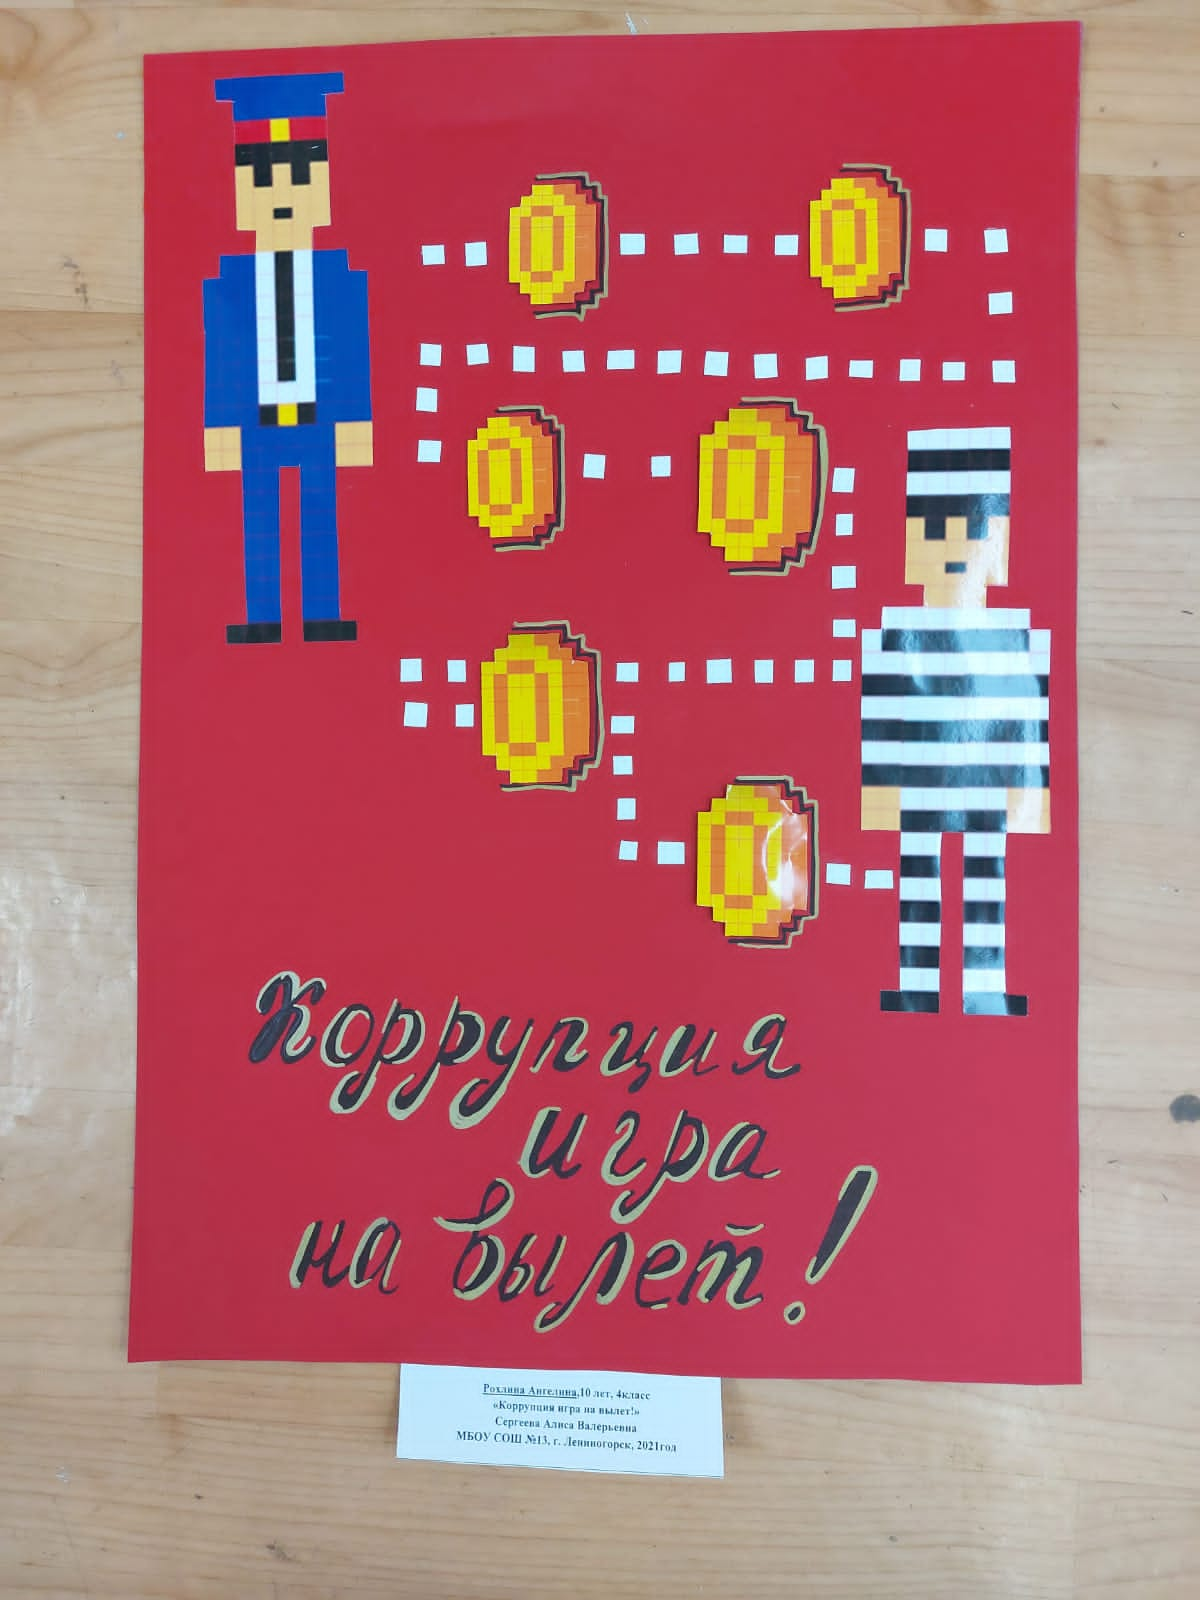 Коррупция
игра
на вылет!
Рохлина Ангелина,10 лет, 4класс
«Коррупция игра на вылет!»
Сергеева Алиса Валерьевна
МБОУ СОШ №13, г. Лениногорск, 2021год